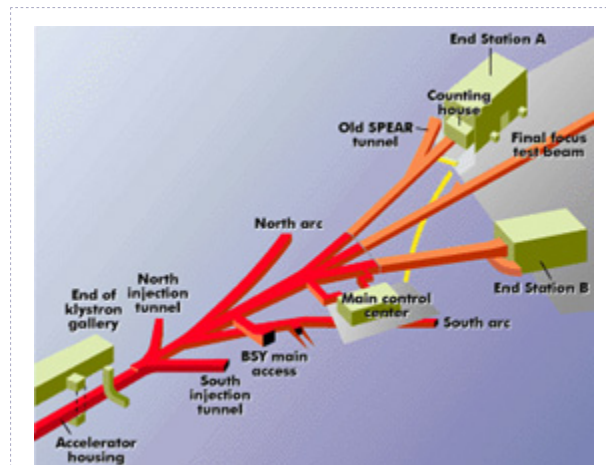 End Station A
Counting
house
Old SPEAR
tunnel
Final focus
test beam
North arc
North
injection
tunnel
End of
klystron
gallery
End Station B
Main control
center
South arc
BSY main
access
South
injection
tunnel
Accelerator
housing